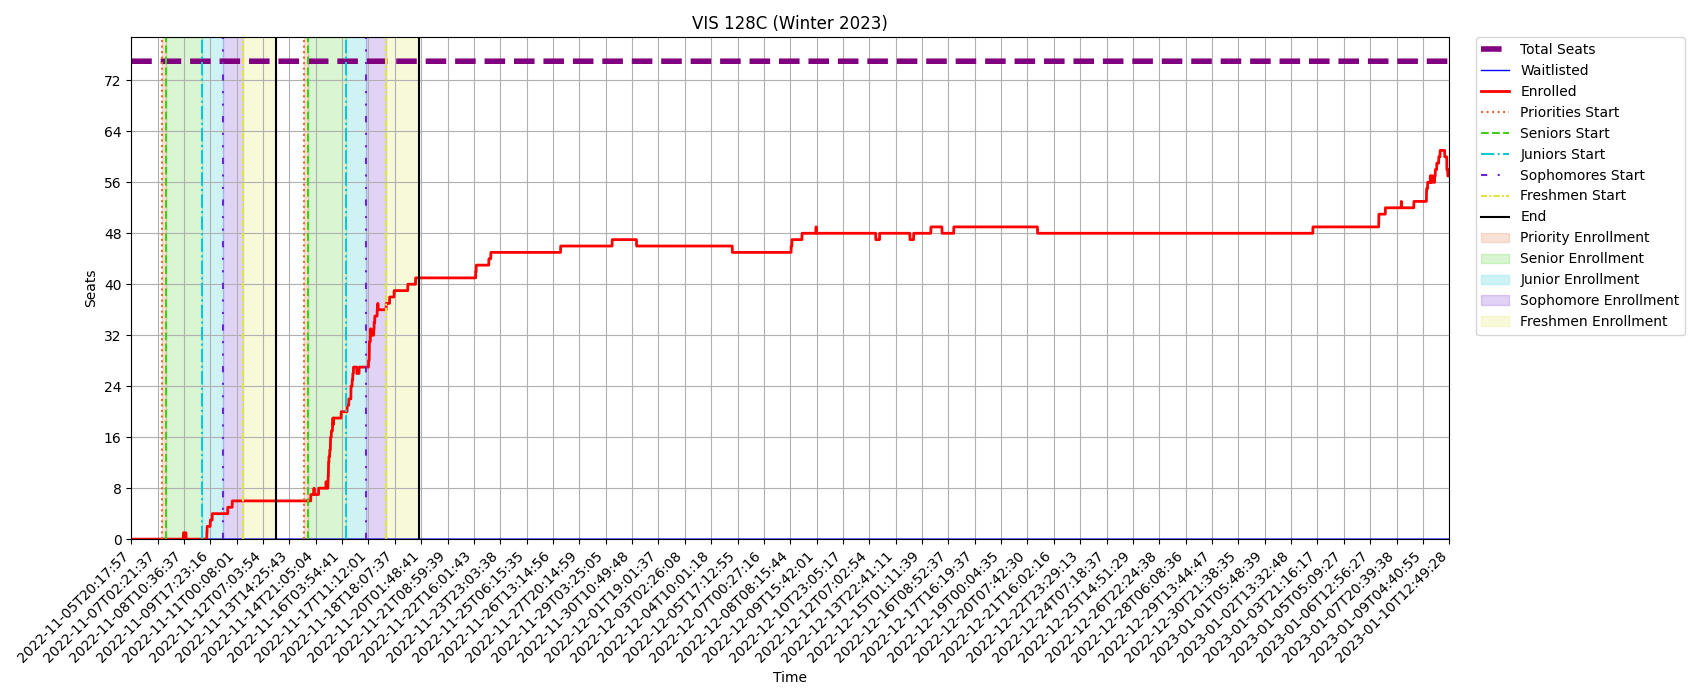 VIS 128C (Winter 2023)
Total Seats
Waitlisted
Enrolled
Priorities Start
Seniors Start
Juniors Start
Sophomores Start
Freshmen Start
End
Priority Enrollment
Senior Enrollment
Junior Enrollment
Sophomore Enrollment
Freshmen Enrollment
72
64
56
48
40
32
24
16
8
0
Seats
2022-11-05T20:17:57
2022-11-07T02:21:37
2022-11-08T10:36:37
2022-11-09T17:23:16
2022-11-11T00:08:01
2022-11-12T07:03:54
2022-11-13T14:25:43
2022-11-14T21:05:04
2022-11-16T03:54:41
2022-11-17T11:12:01
2022-11-18T18:07:37
2022-11-20T01:48:41
2022-11-21T08:59:39
2022-11-22T16:01:43
2022-11-23T23:03:38
2022-11-25T06:15:35
2022-11-26T13:14:56
2022-11-27T20:14:59
2022-11-29T03:25:05
2022-11-30T10:49:48
2022-12-01T19:01:37
2022-12-03T02:26:08
2022-12-04T10:01:18
2022-12-05T17:12:55
2022-12-07T00:27:16
2022-12-08T08:15:44
2022-12-09T15:42:01
2022-12-10T23:05:17
2022-12-12T07:02:54
2022-12-13T22:41:11
2022-12-15T01:11:39
2022-12-16T08:52:37
2022-12-17T16:19:37
2022-12-19T00:04:35
2022-12-20T07:42:30
2022-12-21T16:02:16
2022-12-22T23:29:13
2022-12-24T07:18:37
2022-12-25T14:51:29
2022-12-26T22:24:38
2022-12-28T06:08:36
2022-12-29T13:44:47
2022-12-30T21:38:35
2023-01-01T05:48:39
2023-01-02T13:32:48
2023-01-03T21:16:17
2023-01-05T05:09:27
2023-01-06T12:56:27
2023-01-07T20:39:38
2023-01-09T04:40:55
2023-01-10T12:49:28
Time